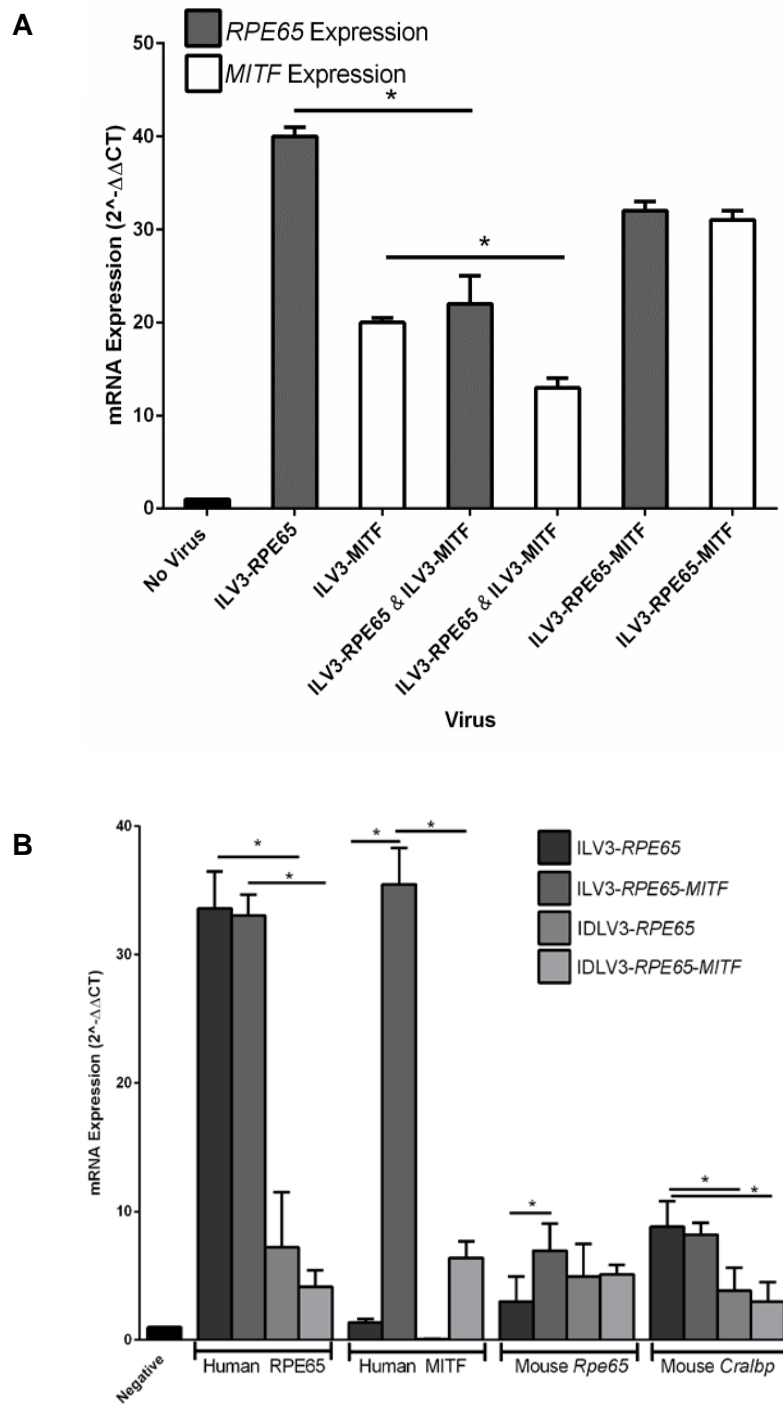 A
RPE65 Expression
MITF Expression
*
*
50
40
30
20
10
0
mRNA Expression (2^-ΔΔCT)
No Virus
ILV3-RPE65
ILV3-MITF
ILV3-RPE65 & ILV3-MITF
ILV3-RPE65 & ILV3-MITF
ILV3-RPE65-MITF
ILV3-RPE65-MITF
Virus
B
ILV3-RPE65
ILV3-RPE65-MITF
IDLV3-RPE65
IDLV3-RPE65-MITF
*
*
*
*
*
*
*
40
30
20
10
0
mRNA Expression (2^-ΔΔCT)
Negative
Human RPE65
Human MITF
Mouse Rpe65
Mouse Cralbp